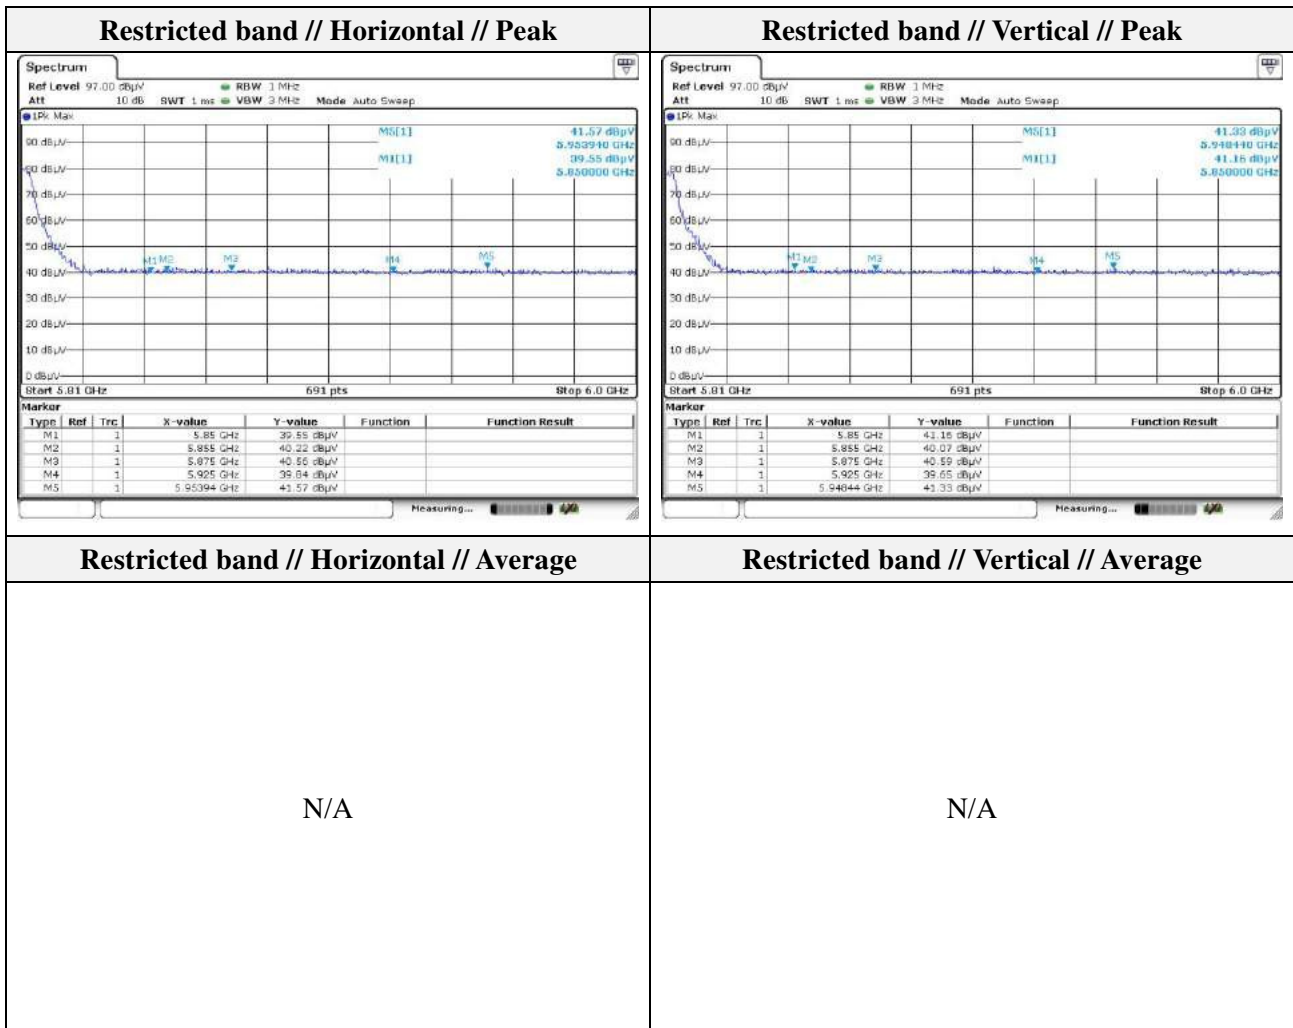 Restricted band // Horizontal // Peak
Restricted band // Vertical // Peak
Spectrum
Ref Level 97.00 dBµV RBW 1 MHz
Att 10 dB SWT 1 ms VBW 3 MHz Mode Auto Sweep
1Pk Max
M5[1] 41.57 dBµV
5.953940 GHz
M1[1] 39.55 dBµV
5.850000 GHz
90 dBµV
80 dBµV
70 dBµV
60 dBµV
50 dBµV
40 dBµV
30 dBµV
20 dBµV
10 dBµV
0 dBµV
M1 M2 M3 M4 M5
Start 5.81 GHz 691 pts Stop 6.0 GHz
Marker
Type Ref Trc X-value Y-value Function Function Result
M1 1 5.85 GHz 39.55 dBµV
M2 1 5.855 GHz 40.22 dBµV
M3 1 5.875 GHz 40.56 dBµV
M4 1 5.925 GHz 39.84 dBµV
M5 1 5.95394 GHz 41.57 dBµV
Measuring...
Spectrum
Ref Level 97.00 dBµV RBW 1 MHz
Att 10 dB SWT 1 ms VBW 3 MHz Mode Auto Sweep
1Pk Max
M5[1] 41.33 dBµV
5.948440 GHz
M1[1] 41.16 dBµV
5.850000 GHz
90 dBµV
80 dBµV
70 dBµV
60 dBµV
50 dBµV
40 dBµV
30 dBµV
20 dBµV
10 dBµV
0 dBµV
M1 M2 M3 M4 M5
Start 5.81 GHz 691 pts Stop 6.0 GHz
Marker
Type Ref Trc X-value Y-value Function Function Result
M1 1 5.85 GHz 41.16 dBµV
M2 1 5.855 GHz 40.07 dBµV
M3 1 5.875 GHz 40.59 dBµV
M4 1 5.925 GHz 39.65 dBµV
M5 1 5.94844 GHz 41.33 dBµV
Measuring...
Restricted band // Horizontal // Average
Restricted band // Vertical // Average
N/A
N/A